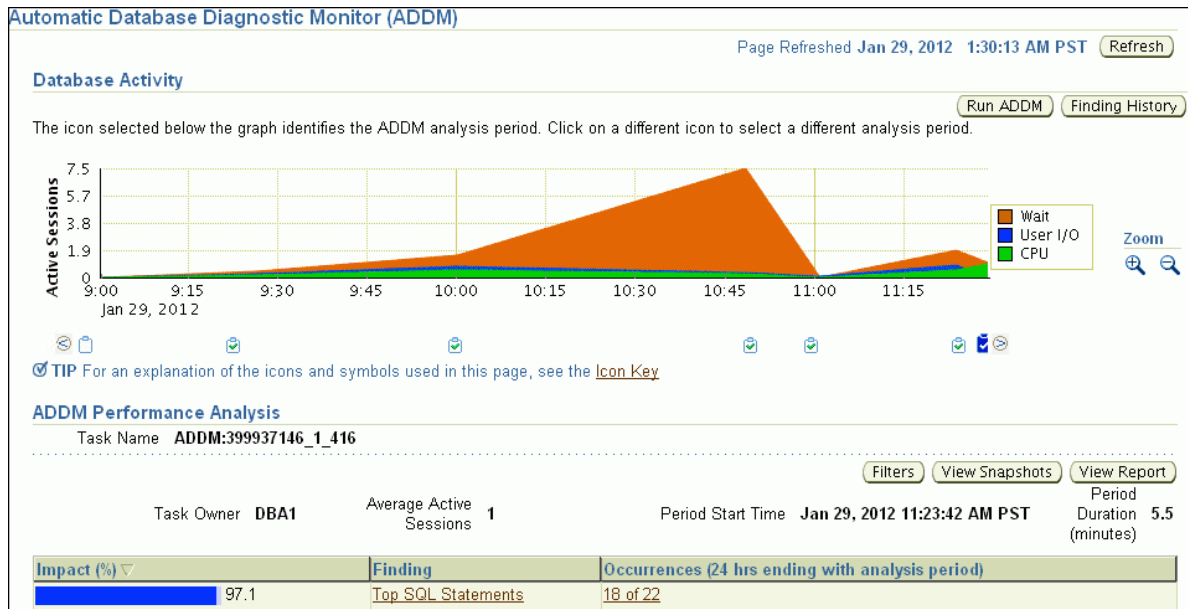 Automatic Database Diagnostic Monitor (ADDM)
Page Refreshed Jan 29, 2012 1:30:13 AM PST Refresh
Database Activity
Run ADDM Finding History
The icon selected below the graph identifies the ADDM analysis period. Click on a different icon to select a different analysis period.
Active Sessions
7.5
5.7
3.8
1.9
0
9:00 9:15 9:30 9:45 10:00 10:15 10:30 10:45 11:00 11:15
Jan 29, 2012
Wait
User I/O
CPU
Zoom
TIP For an explanation of the icons and symbols used in this page, see the Icon Key
ADDM Performance Analysis
Task Name ADDM:399937146_1_416
Filters View Snapshots View Report
Task Owner DBA1
Average Active
Sessions 1
Period Start Time Jan 29, 2012 11:23:42 AM PST
Period
Duration 5.5
(minutes)
Impact (%) Finding Occurrences (24 hrs ending with analysis period)
97.1 Top SQL Statements 18 of 22